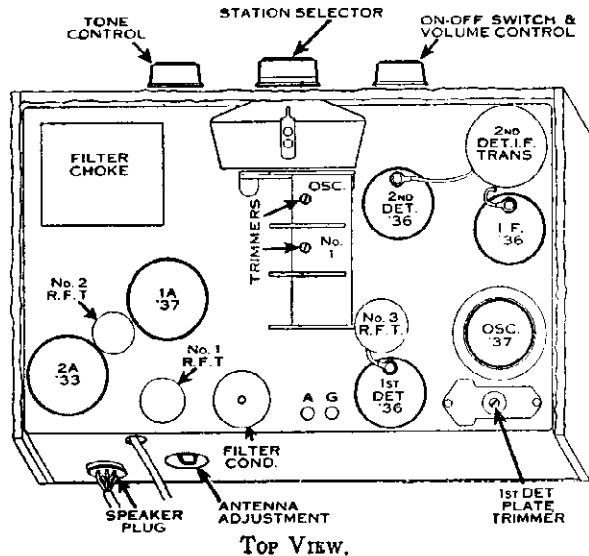 TONE
CONTROL
STATION
SELECTOR
ON-OFF SWITCH &
VOLUME CONTROL
FILTER
CHOKE
TRIMMERS
OSC.
No.
1
2ND
DET. I.F.
TRANS
2ND
DET.
'36
I.F.
'36
No. 2
R.F.T
1A
'37
2A
'33
No. 1
R.F.T
No. 3
R.F.T.
OSC.
'37
A G
1ST
DET
'36
FILTER
COND.
SPEAKER
PLUG
ANTENNA
ADJUSTMENT
1ST DET
PLATE
TRIMMER
TOP VIEW.